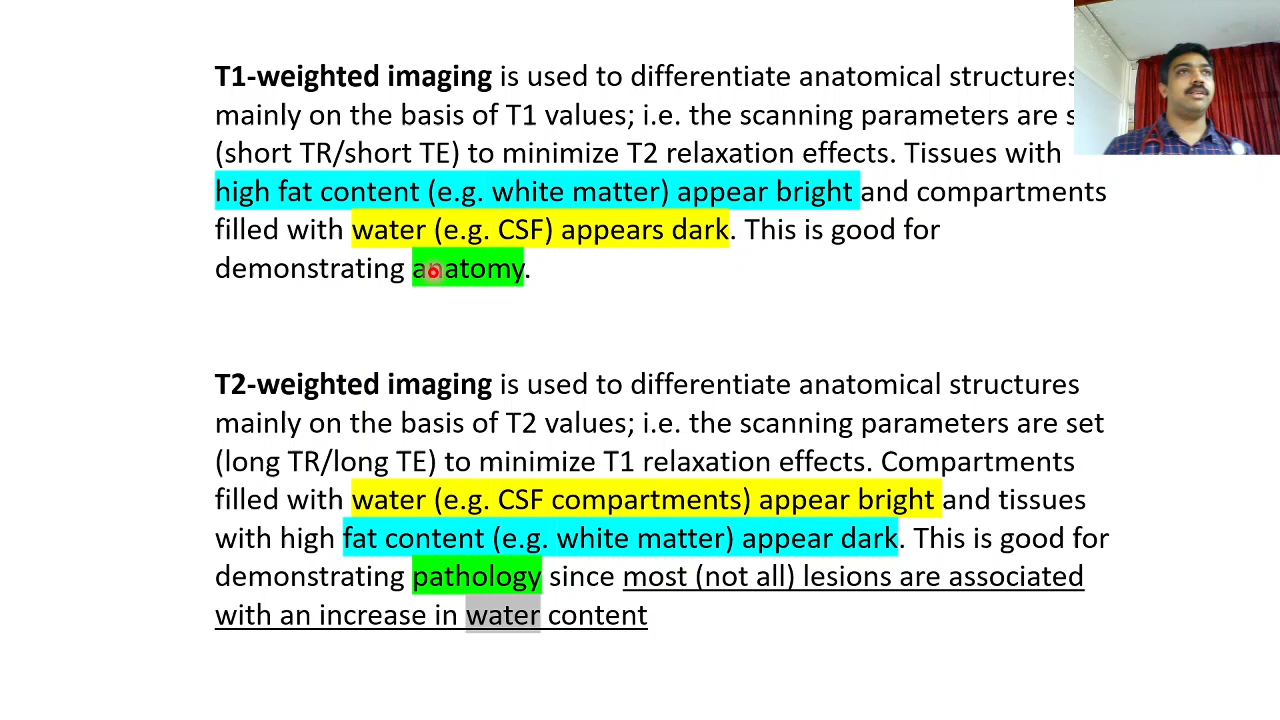 T1-weighted imaging is used to differentiate anatomical structures
mainly on the basis of T1 values; i.e. the scanning parameters are
(short TR/short TE) to minimize T2 relaxation effects. Tissues with
high fat content (e.g. white matter) appear bright and compartments
filled with water (e.g. CSF) appears dark. This is good for
demonstrating anatomy.
T2-weighted imaging is used to differentiate anatomical structures
mainly on the basis of T2 values; i.e. the scanning parameters are set
(long TR/long TE) to minimize T1 relaxation effects. Compartments
filled with water (e.g. CSF compartments) appear bright and tissues
with high fat content (e.g. white matter) appear dark. This is good for
demonstrating pathology since most (not all) lesions are associated
with an increase in water content